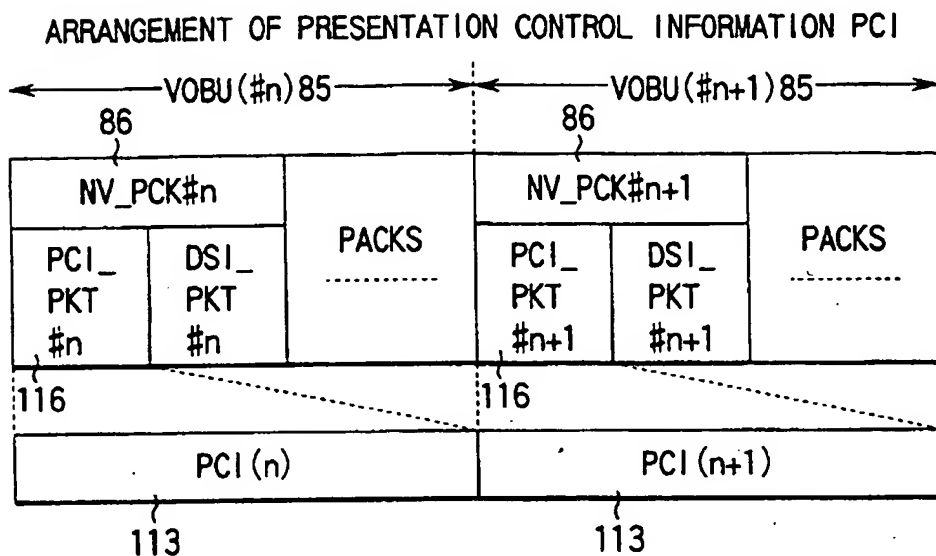 ARRANGEMENT OF PRESENTATION CONTROL INFORMATION PCI
VOBU(#n)85
VOBU(#n+1)85
86
86
NV_PCK#n
PACKS
NV_PCK#n+1
PACKS
PCI_
PKT
#n
DSI_
PKT
#n
PCI_
PKT
#n+1
DSI_
PKT
#n+1
116
116
PCI(n)
PCI(n+1)
113
113